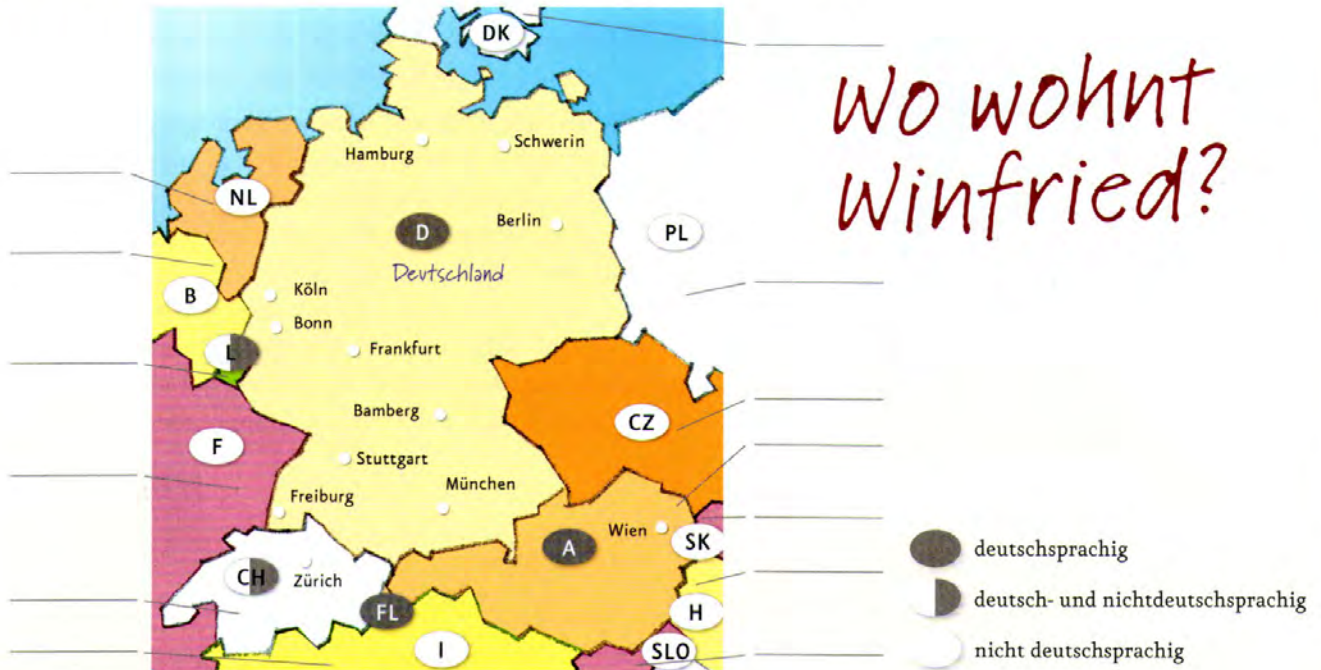 DK
Wo wohnt
Winfried?
Hamburg
Schwerin
NL
Berlin
D
PL
Deutschland
B
Köln
Bonn
L
Frankfurt
Bamberg
CZ
F
Stuttgart
München
Freiburg
Wien
SK
A
deutschsprachig
CH
Zürich
FL
H
deutsch- und nichtdeutschsprachig
I
SLO
nicht deutschsprachig